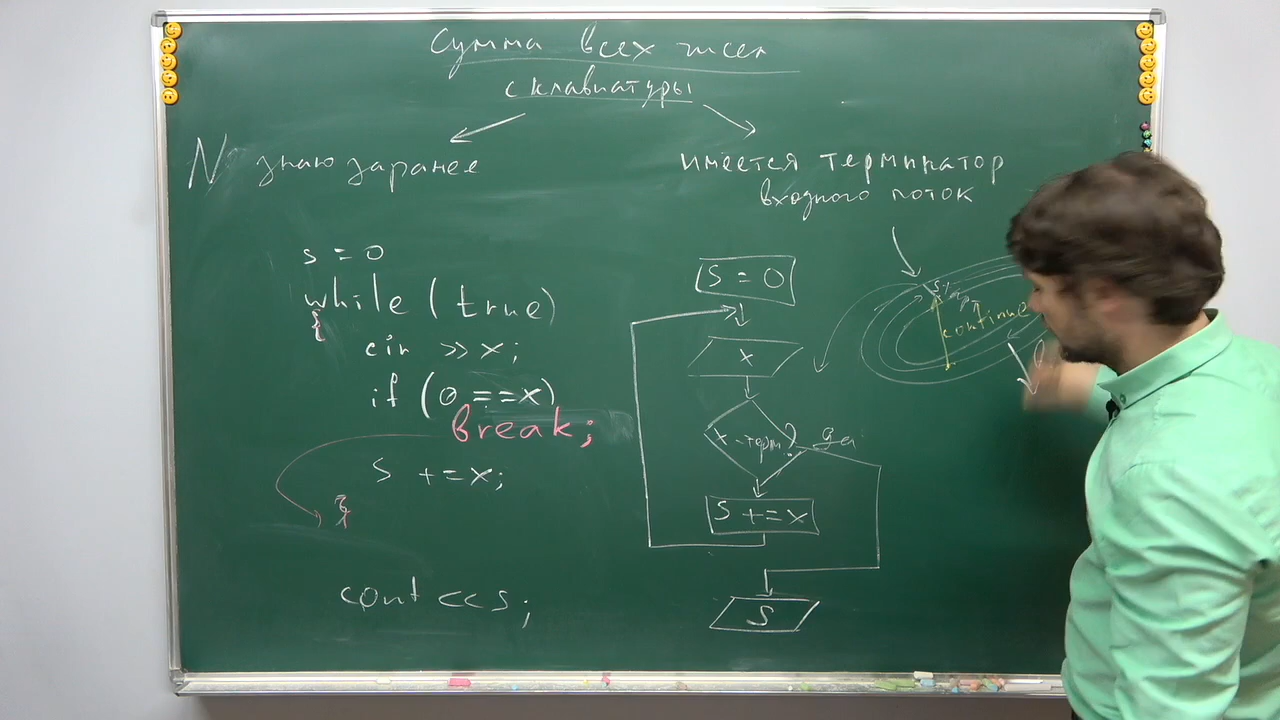 Сумма всех чисел
с клавиатуры
N знаю заранее
имеется терминатор
входного поток
s = 0
while (true)
{
cin >> x;
if (0 == x)
break;
s += x;
}
cout << s;
s = 0
x
x - терм?
да
s += x
s
старт
continue